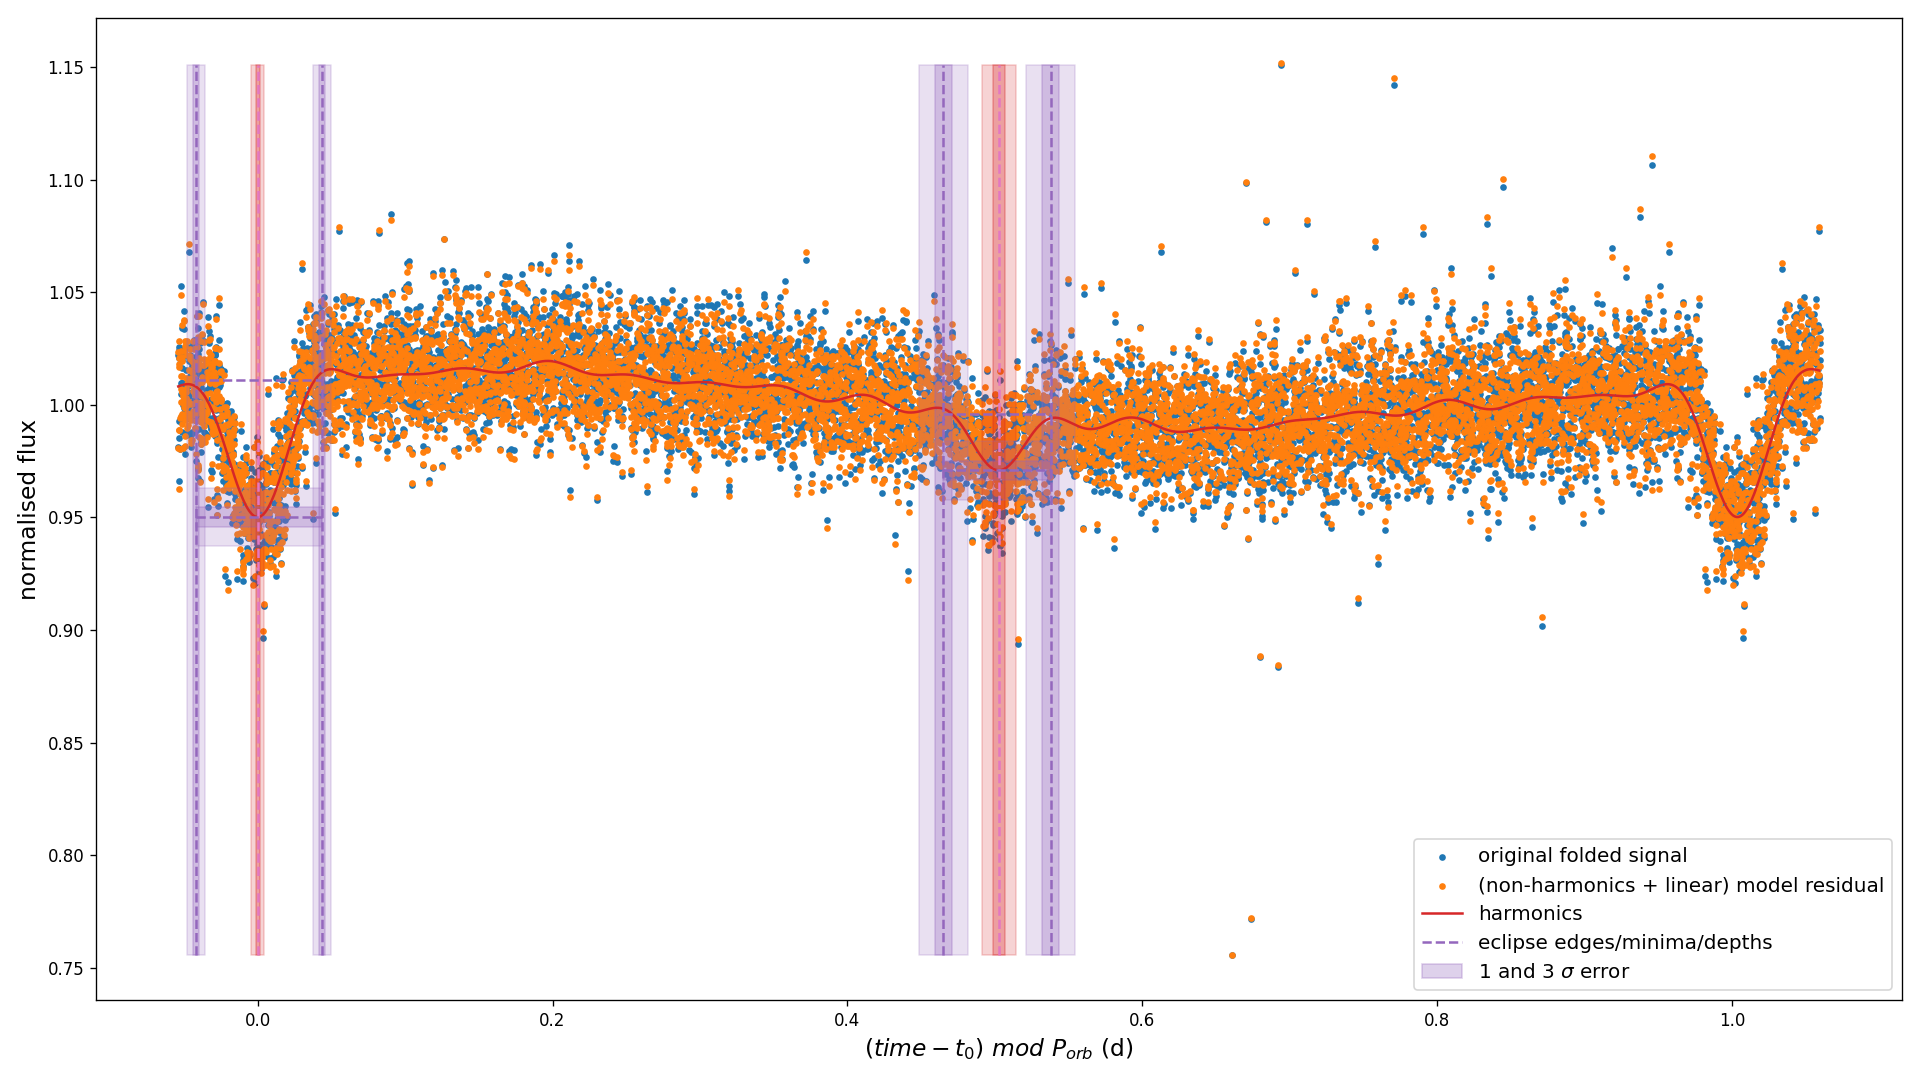 1.15
1.10
1.05
1.00
0.95
0.90
0.85
0.80
0.75
normalised flux
0.0
0.2
0.4
0.6
0.8
1.0
(time − t₀) mod Pₒᵣb (d)
original folded signal
(non-harmonics + linear) model residual
harmonics
eclipse edges/minima/depths
1 and 3 σ error